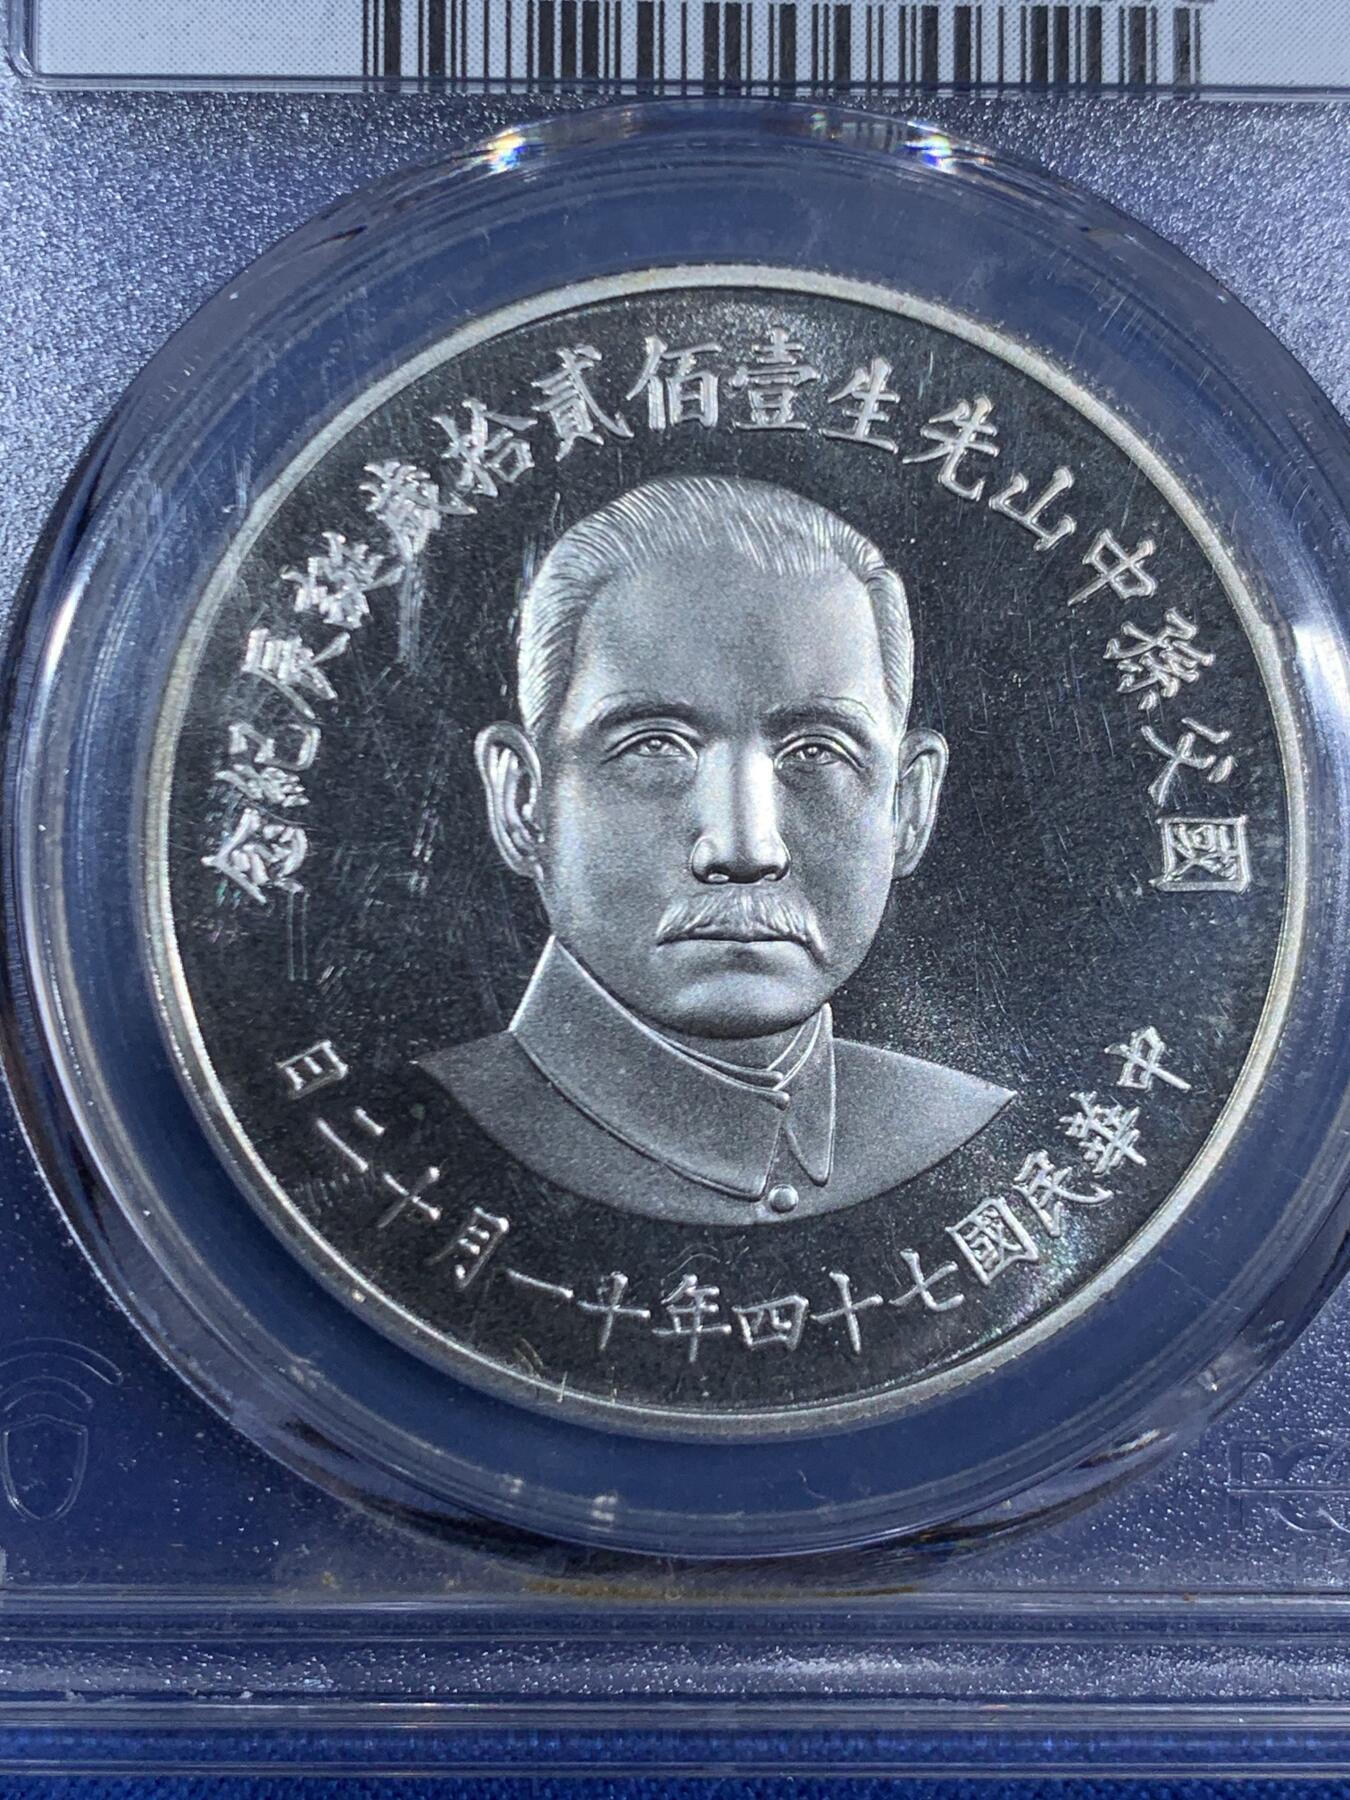 國父孫中山先生壹佰貳拾歲誕辰紀念
中華民國七十四年十一月十二日